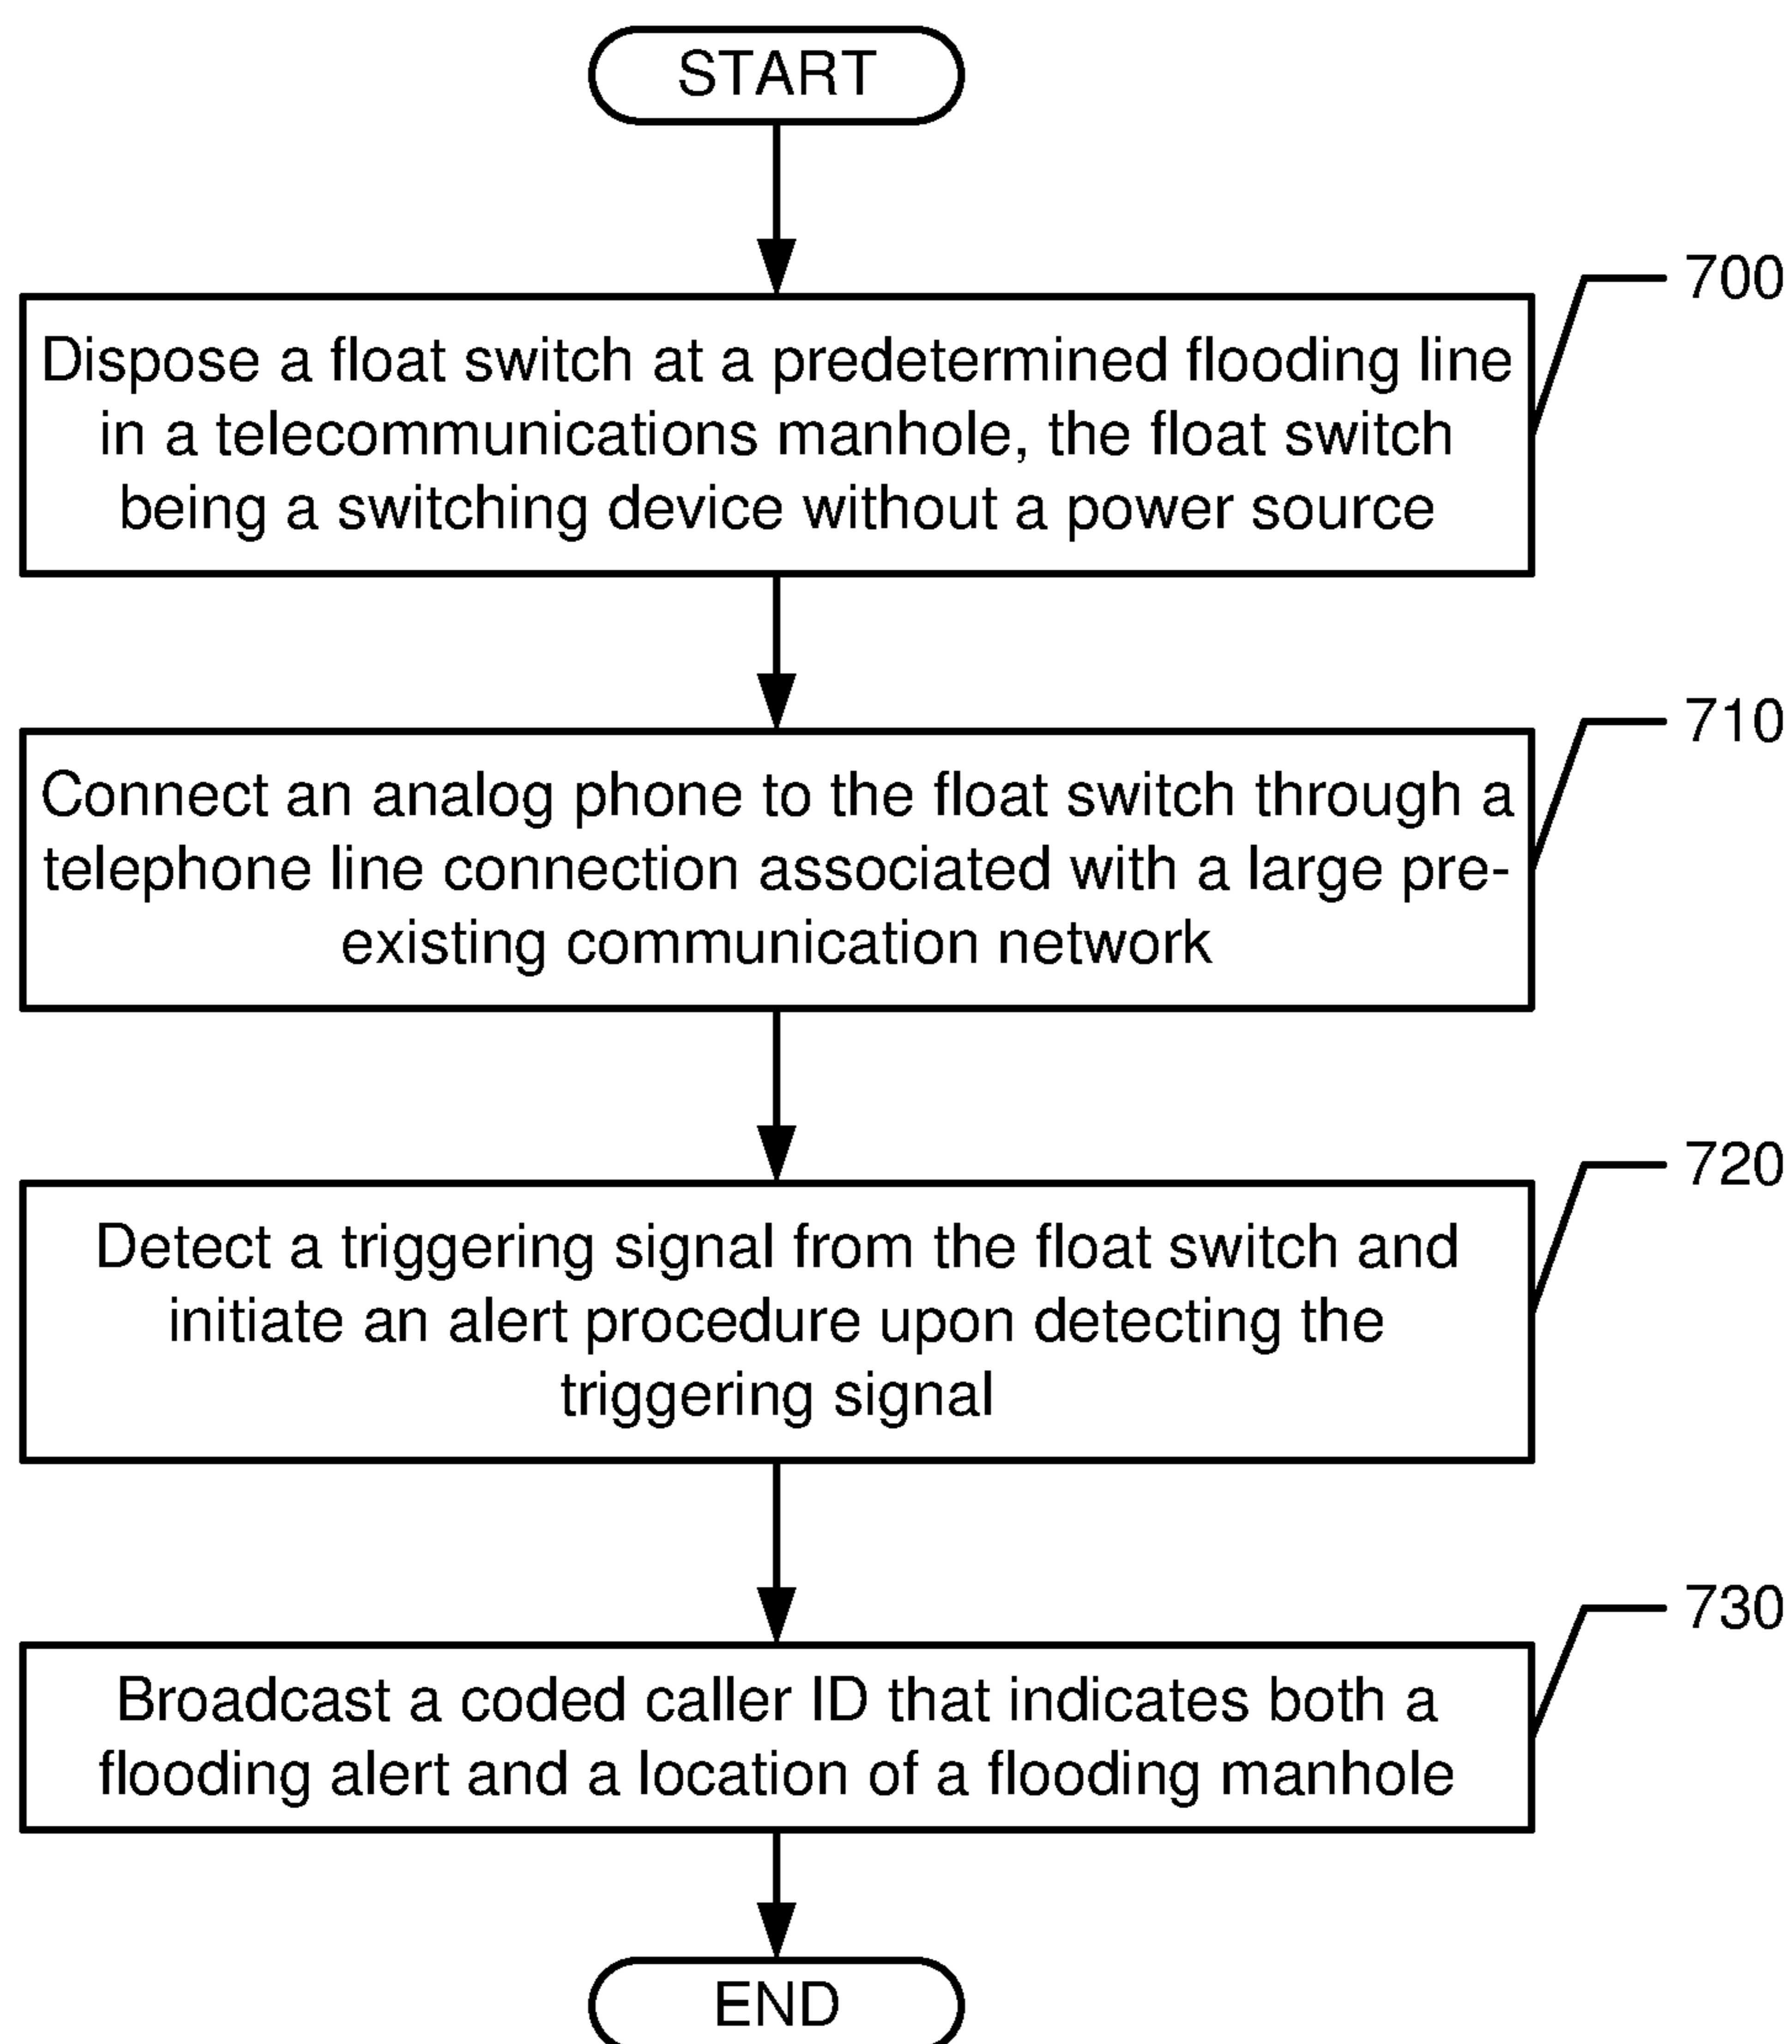 START
700
Dispose a float switch at a predetermined flooding line
in a telecommunications manhole, the float switch
being a switching device without a power source
710
Connect an analog phone to the float switch through a
telephone line connection associated with a large pre-
existing communication network
720
Detect a triggering signal from the float switch and
initiate an alert procedure upon detecting the
triggering signal
730
Broadcast a coded caller ID that indicates both a
flooding alert and a location of a flooding manhole
END